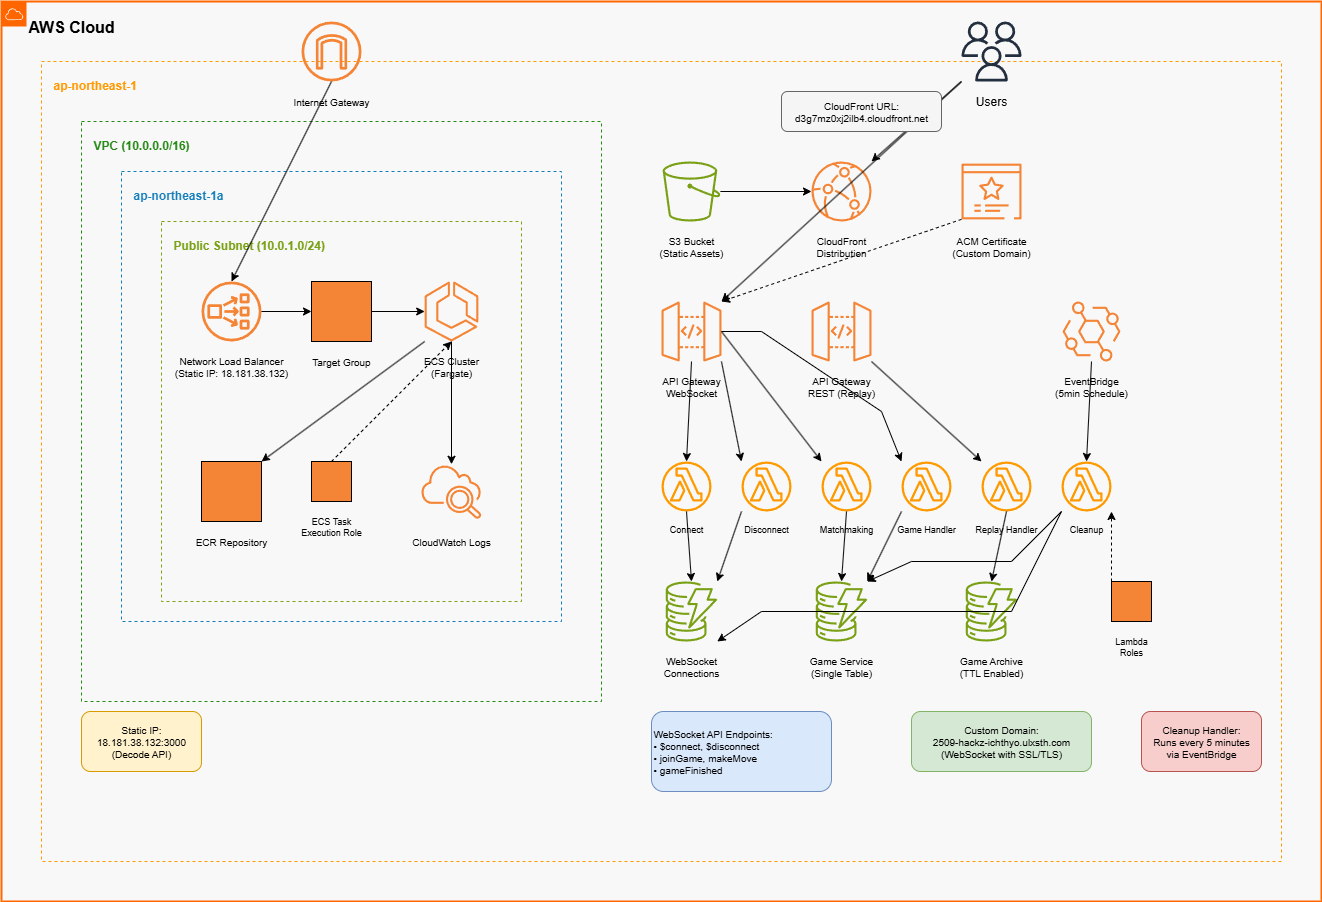 AWS Cloud
ap-northeast-1
Internet Gateway
Users
CloudFront URL:
d3g7mz0xj2ilb4.cloudfront.net
VPC (10.0.0.0/16)
ap-northeast-1a
Public Subnet (10.0.1.0/24)
S3 Bucket
(Static Assets)
CloudFront
Distribution
ACM Certificate
(Custom Domain)
Network Load Balancer
(Static IP: 18.181.38.132)
Target Group
ECS Cluster
(Fargate)
API Gateway
WebSocket
API Gateway
REST (Replay)
EventBridge
(5min Schedule)
ECR Repository
ECS Task
Execution Role
CloudWatch Logs
Connect
Disconnect
Matchmaking
Game Handler
Replay Handler
Cleanup
WebSocket
Connections
Game Service
(Single Table)
Game Archive
(TTL Enabled)
Lambda
Roles
Static IP:
18.181.38.132:3000
(Decode API)
WebSocket API Endpoints:
• $connect, $disconnect
• joinGame, makeMove
• gameFinished
Custom Domain:
2509-hackz-ichthyo.ulxsth.com
(WebSocket with SSL/TLS)
Cleanup Handler:
Runs every 5 minutes
via EventBridge